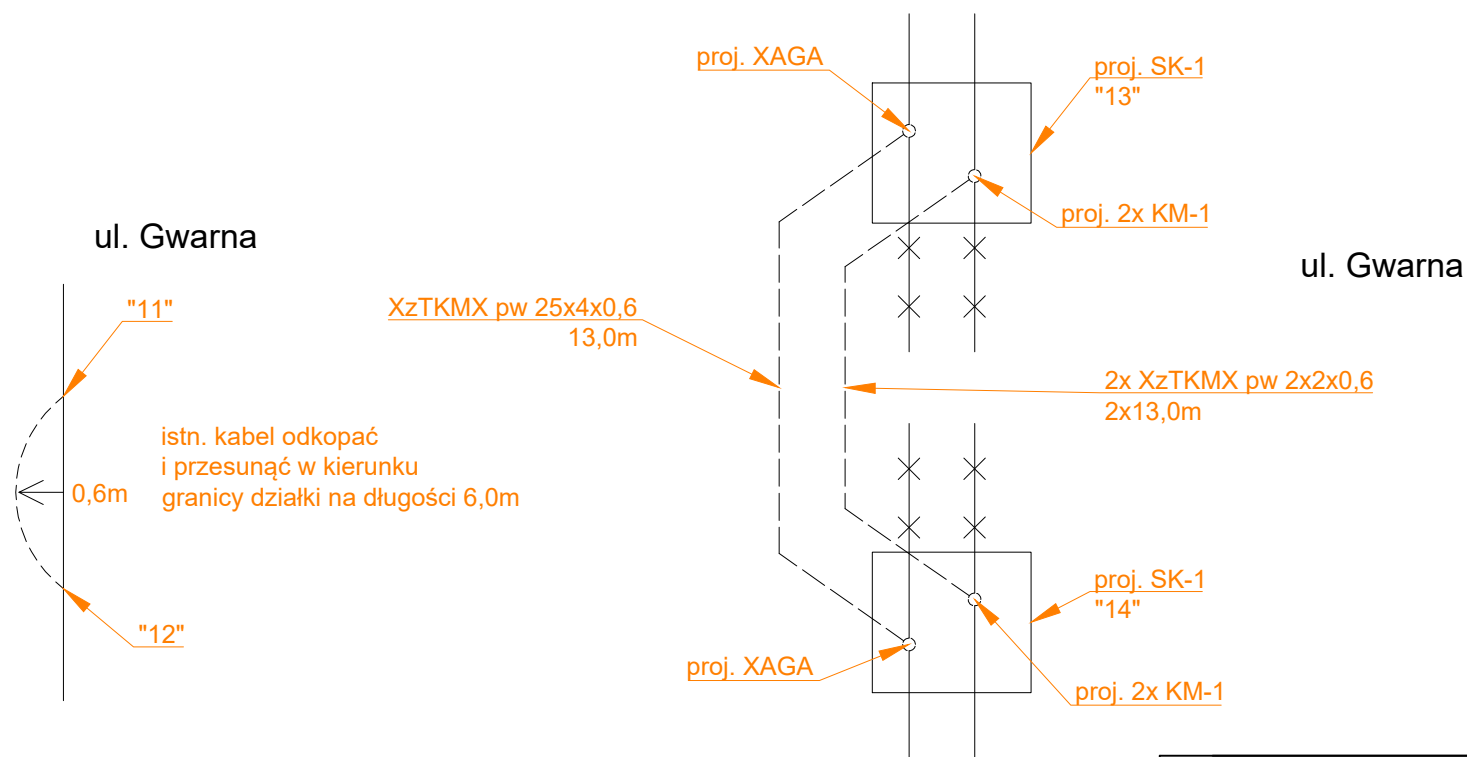 proj. XAGA
proj. SK-1
"13"
proj. 2x KM-1
ul. Gwarna
ul. Gwarna
"11"
XzTKMX pw 25x4x0,6
13,0m
2x XzTKMX pw 2x2x0,6
2x13,0m
istn. kabel odkopać
i przesunąć w kierunku
granicy działki na długości 6,0m
0,6m
"12"
proj. SK-1
"14"
proj. XAGA
proj. 2x KM-1